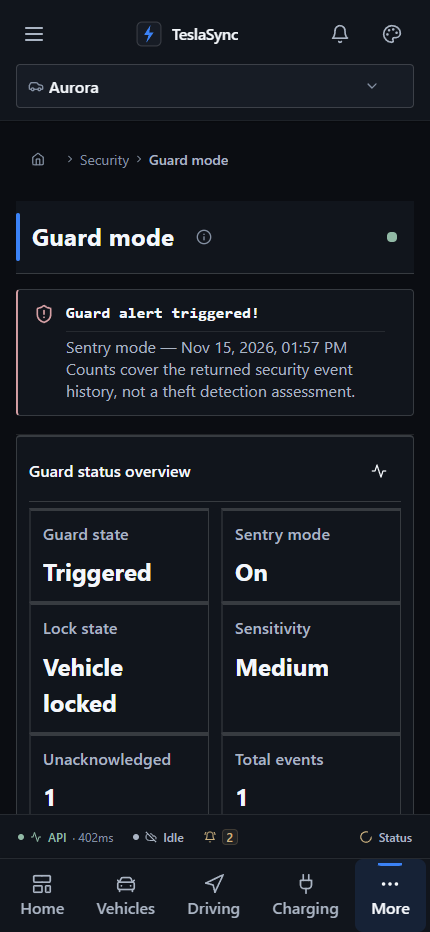 TeslaSync
Aurora
Security
Guard mode
Guard mode
Guard alert triggered!
Sentry mode — Nov 15, 2026, 01:57 PM
Counts cover the returned security event
history, not a theft detection assessment.
Guard status overview
Guard state
Triggered
Sentry mode
On
Lock state
Vehicle
locked
Sensitivity
Medium
Unacknowledged
1
Total events
1
API · 402ms
Idle
2
Status
Home
Vehicles
Driving
Charging
More